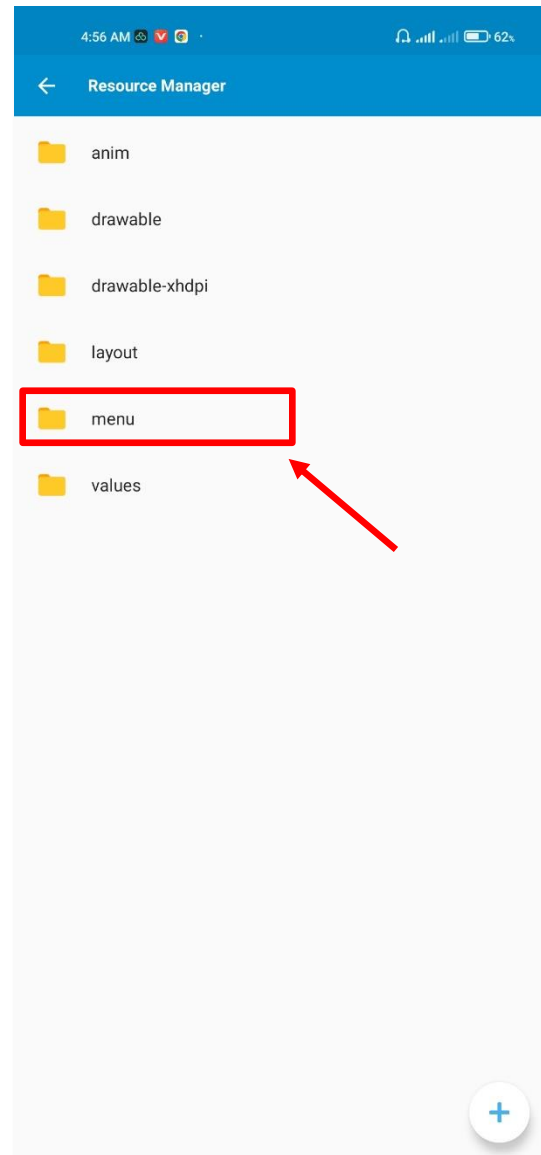 4:56 AM
62%
Resource Manager
anim
drawable
drawable-xhdpi
layout
menu
values